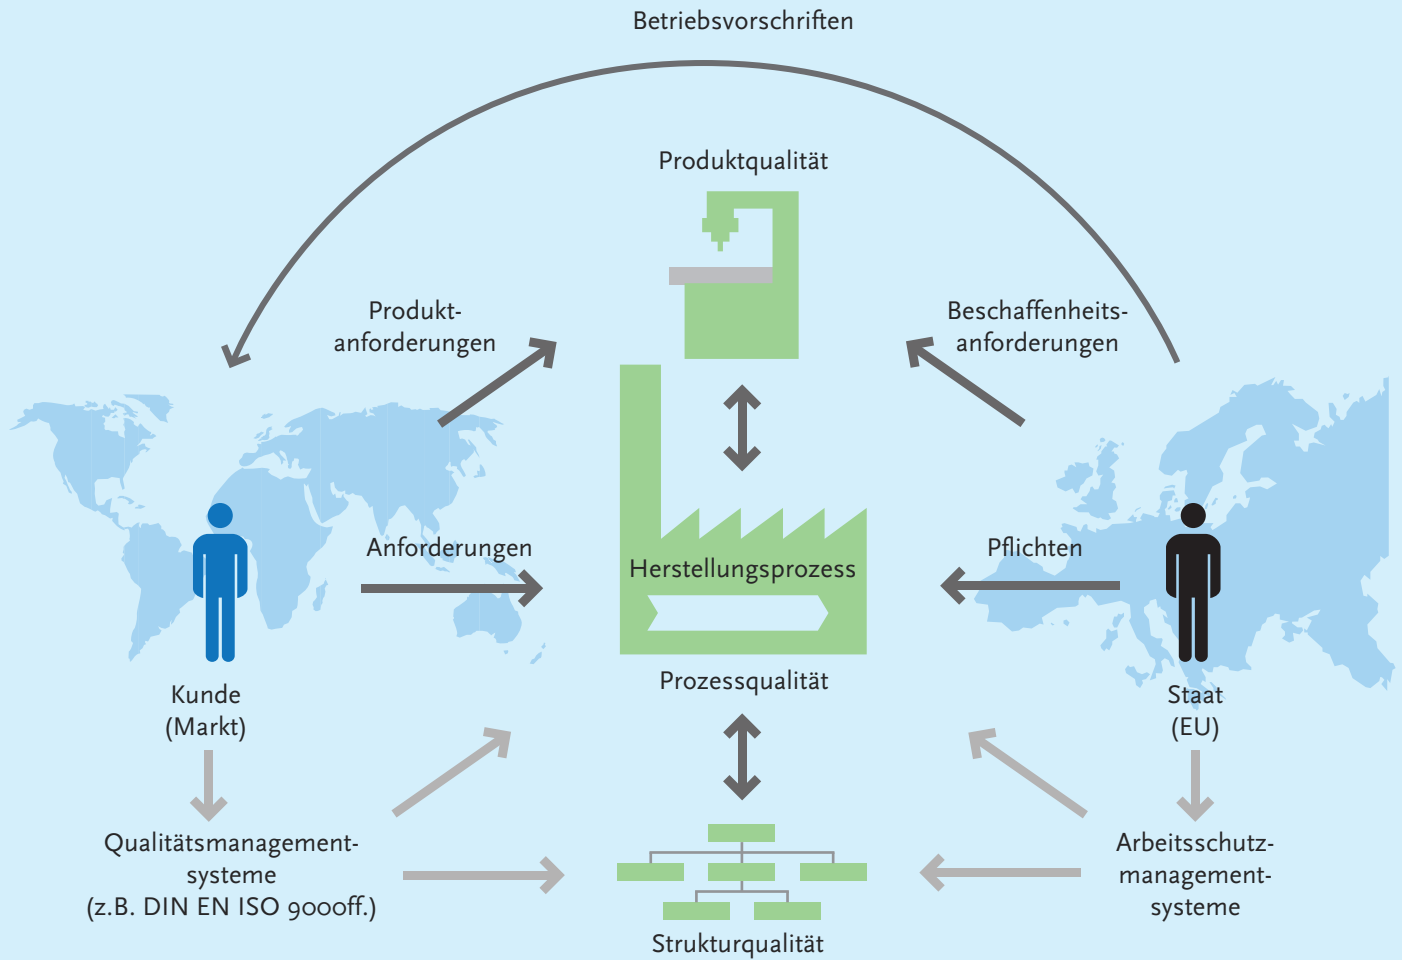 Betriebsvorschriften
Produktqualität
Produkt-
anforderungen
Beschaffenheits-
anforderungen
Anforderungen
Herstellungsprozess
Pflichten
Prozessqualität
Kunde
(Markt)
Staat
(EU)
Qualitätsmanagement-
systeme
(z.B. DIN EN ISO 9000ff.)
Arbeitsschutz-
management-
systeme
Strukturqualität